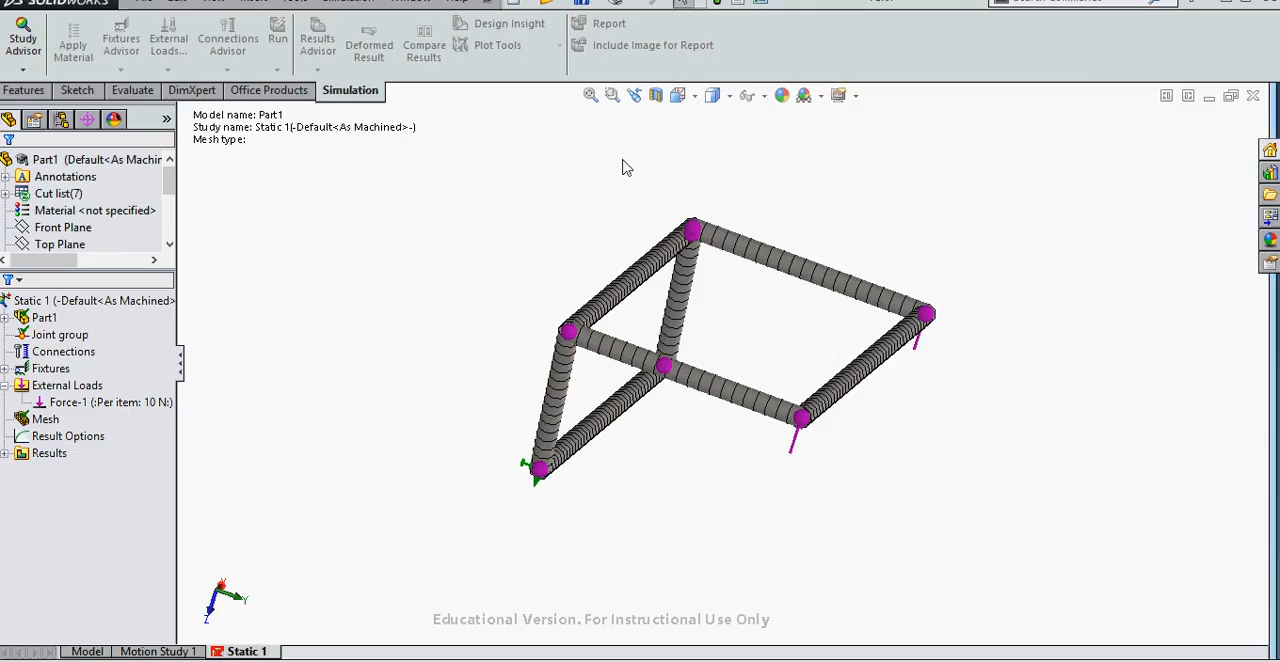 SOLIDWORKS
Study Advisor
Apply Material
Fixtures Advisor
External Loads...
Connections Advisor
Run
Results Advisor
Deformed Result
Compare Results
Design Insight
Plot Tools
Report
Include Image for Report
Features Sketch Evaluate DimXpert Office Products Simulation
Model name: Part1
Study name: Static 1(-Default<As Machined>-)
Mesh type:
Part1 (Default<As Machin
Annotations
Cut list(7)
Material <not specified>
Front Plane
Top Plane
Static 1 (-Default<As Machined>
Part1
Joint group
Connections
Fixtures
External Loads
Force-1 (:Per item: 10 N:)
Mesh
Result Options
Results
Y
Z
Educational Version. For Instructional Use Only
Model Motion Study 1 Static 1